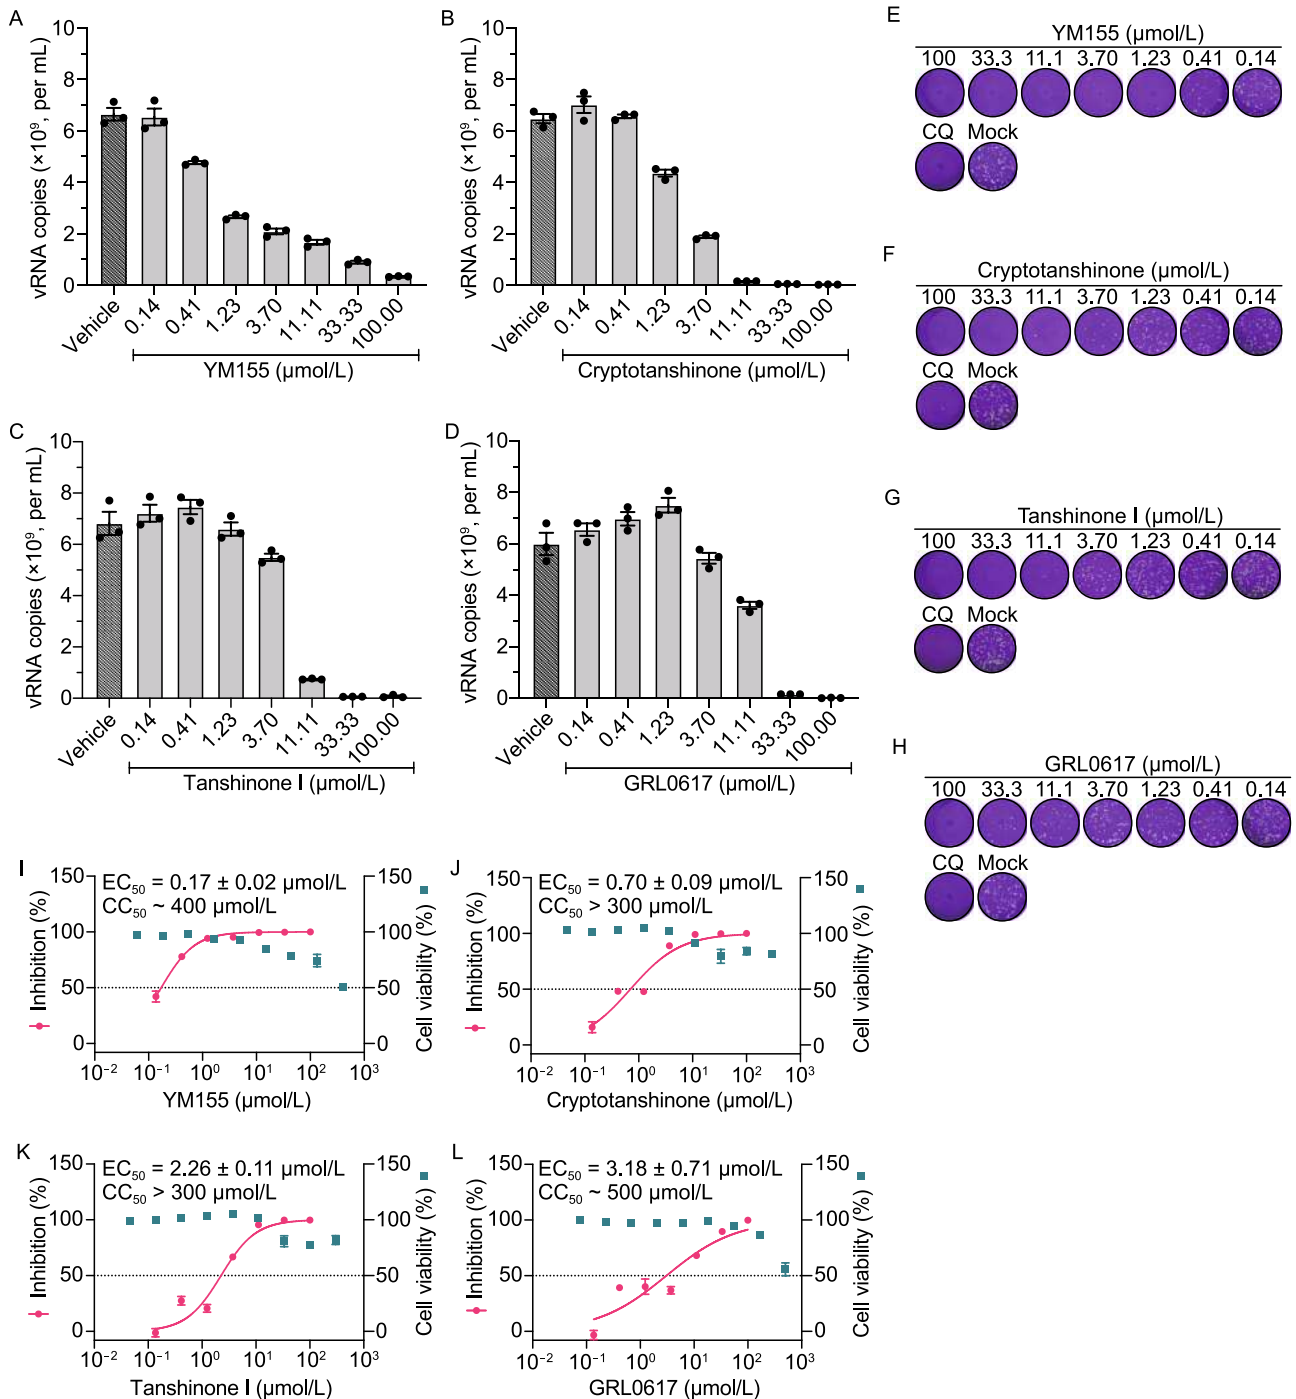 A
vRNA copies (×10⁹, per mL)
10
8
6
4
2
0
Vehicle
0.14
0.41
1.23
3.70
11.11
33.33
100.00
YM155 (μmol/L)
B
vRNA copies (×10⁹, per mL)
10
8
6
4
2
0
Vehicle
0.14
0.41
1.23
3.70
11.11
33.33
100.00
Cryptotanshinone (μmol/L)
C
vRNA copies (×10⁹, per mL)
10
8
6
4
2
0
Vehicle
0.14
0.41
1.23
3.70
11.11
33.33
100.00
Tanshinone I (μmol/L)
D
vRNA copies (×10⁹, per mL)
10
8
6
4
2
0
Vehicle
0.14
0.41
1.23
3.70
11.11
33.33
100.00
GRL0617 (μmol/L)
E
YM155 (μmol/L)
100 33.3 11.1 3.70 1.23 0.41 0.14
CQ Mock
F
Cryptotanshinone (μmol/L)
100 33.3 11.1 3.70 1.23 0.41 0.14
CQ Mock
G
Tanshinone I (μmol/L)
100 33.3 11.1 3.70 1.23 0.41 0.14
CQ Mock
H
GRL0617 (μmol/L)
100 33.3 11.1 3.70 1.23 0.41 0.14
CQ Mock
I
EC₅₀ = 0.17 ± 0.02 μmol/L
CC₅₀ ~ 400 μmol/L
Inhibition (%)
150
100
50
0
Cell viability (%)
150
100
50
0
10⁻² 10⁻¹ 10⁰ 10¹ 10² 10³
YM155 (μmol/L)
J
EC₅₀ = 0.70 ± 0.09 μmol/L
CC₅₀ > 300 μmol/L
Inhibition (%)
150
100
50
0
Cell viability (%)
150
100
50
0
10⁻² 10⁻¹ 10⁰ 10¹ 10² 10³
Cryptotanshinone (μmol/L)
K
EC₅₀ = 2.26 ± 0.11 μmol/L
CC₅₀ > 300 μmol/L
Inhibition (%)
150
100
50
0
Cell viability (%)
150
100
50
0
10⁻² 10⁻¹ 10⁰ 10¹ 10² 10³
Tanshinone I (μmol/L)
L
EC₅₀ = 3.18 ± 0.71 μmol/L
CC₅₀ ~ 500 μmol/L
Inhibition (%)
150
100
50
0
Cell viability (%)
150
100
50
0
10⁻² 10⁻¹ 10⁰ 10¹ 10² 10³
GRL0617 (μmol/L)